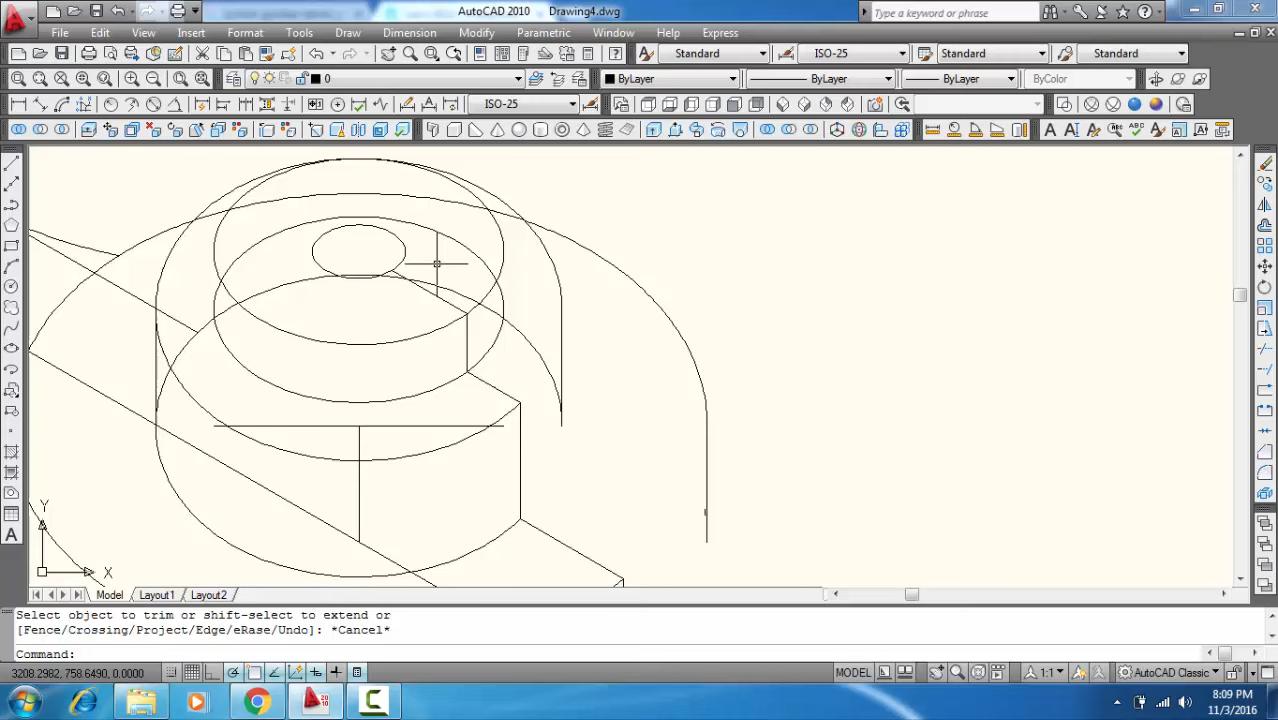 AutoCAD 2010 Drawing4.dwg
Type a keyword or phrase
File Edit View Insert Format Tools Draw Dimension Modify Parametric Window Help Express
Standard ISO-25 Standard Standard
0 ByLayer ByLayer ByLayer ByColor
ISO-25
Y
X
Model Layout1 Layout2
Select object to trim or shift-select to extend or
[Fence/Crossing/Project/Edge/eRase/Undo]: *Cancel*
Command:
3208.2982, 758.6490, 0.0000 MODEL 1:1 AutoCAD Classic
8:09 PM
11/3/2016